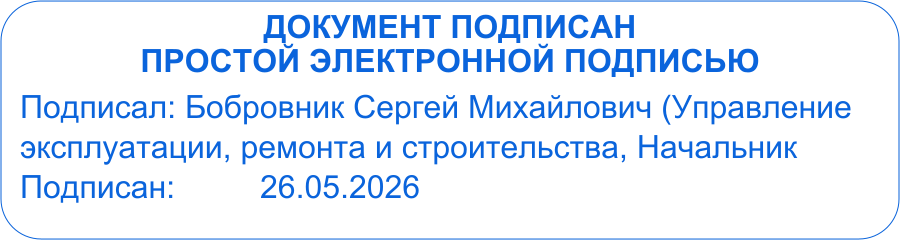 ДОКУМЕНТ ПОДПИСАН
ПРОСТОЙ ЭЛЕКТРОННОЙ ПОДПИСЬЮ
Подписал: Бобровник Сергей Михайлович (Управление
эксплуатации, ремонта и строительства, Начальник
Подписан: 26.05.2026